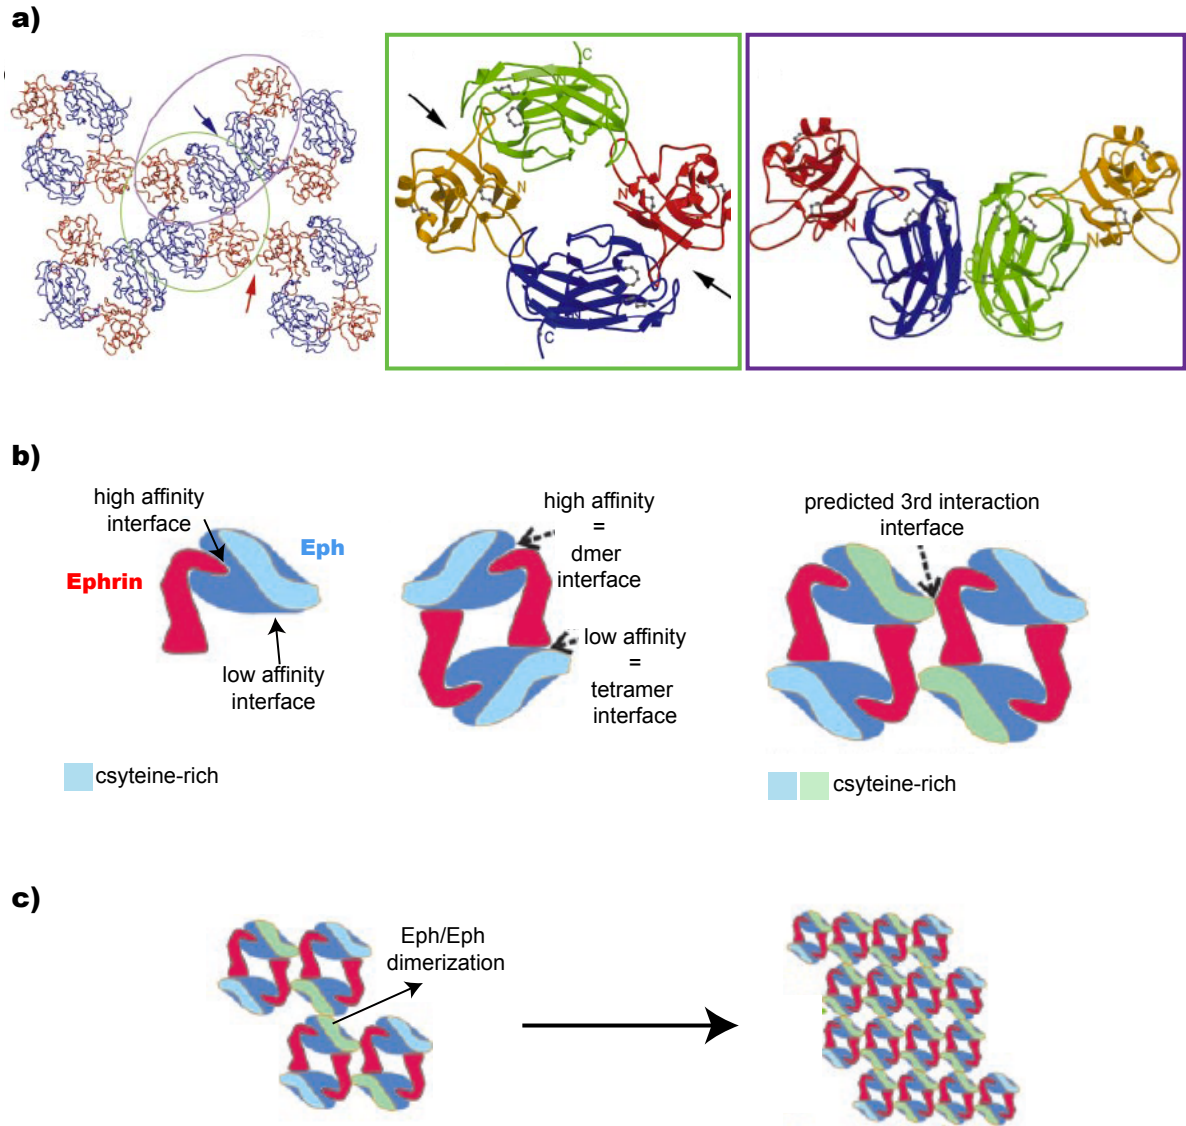 a)
C
N
N
C
C
N
C
N
b)
high affinity
interface
Eph
Ephrin
low affinity
interface
high affinity
=
dmer
interface
low affinity
=
tetramer
interface
predicted 3rd interaction
interface
csyteine-rich
csyteine-rich
c)
Eph/Eph
dimerization